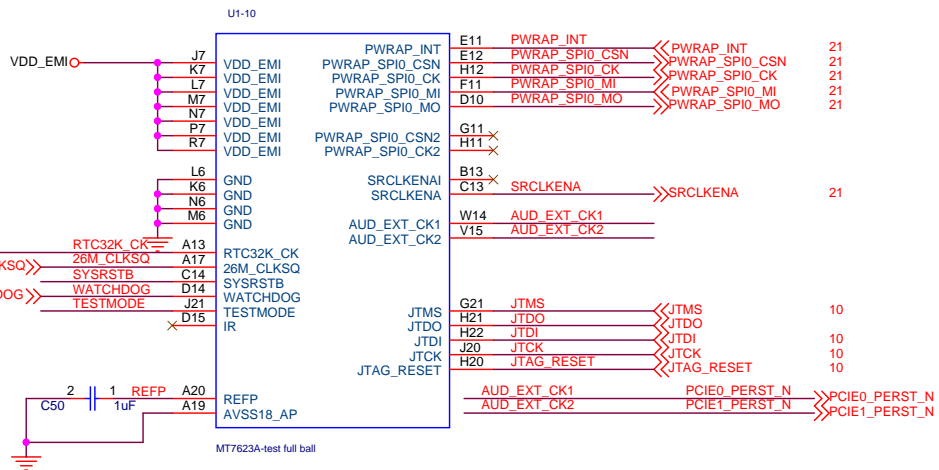 U1-10
VDD_EMI
J7 VDD_EMI
K7 VDD_EMI
L7 VDD_EMI
M7 VDD_EMI
N7 VDD_EMI
P7 VDD_EMI
R7 VDD_EMI
L6 GND
K6 GND
N6 GND
M6 GND
RTC32K_CK A13 RTC32K_CK
KSQ 26M_CLKSQ A17 26M_CLKSQ
SYSRSTB C14 SYSRSTB
OG WATCHDOG D14 WATCHDOG
TESTMODE J21 TESTMODE
D15 IR
2 1 REFP A20 REFP
C50 1uF A19 AVSS18_AP
PWRAP_INT E11 PWRAP_INT PWRAP_INT 21
PWRAP_SPI0_CSN E12 PWRAP_SPI0_CSN PWRAP_SPI0_CSN 21
PWRAP_SPI0_CK H12 PWRAP_SPI0_CK PWRAP_SPI0_CK 21
PWRAP_SPI0_MI F11 PWRAP_SPI0_MI PWRAP_SPI0_MI 21
PWRAP_SPI0_MO D10 PWRAP_SPI0_MO PWRAP_SPI0_MO 21
PWRAP_SPI0_CSN2 G11
PWRAP_SPI0_CK2 H11
SRCLKENAI B13
SRCLKENA C13 SRCLKENA SRCLKENA 21
AUD_EXT_CK1 W14 AUD_EXT_CK1
AUD_EXT_CK2 V15 AUD_EXT_CK2
JTMS G21 JTMS JTMS 10
JTDO H21 JTDO JTDO
JTDI H22 JTDI JTDI 10
JTCK J20 JTCK JTCK 10
JTAG_RESET H20 JTAG_RESET JTAG_RESET 10
AUD_EXT_CK1 PCIE0_PERST_N PCIE0_PERST_N
AUD_EXT_CK2 PCIE1_PERST_N PCIE1_PERST_N
MT7623A-test full ball